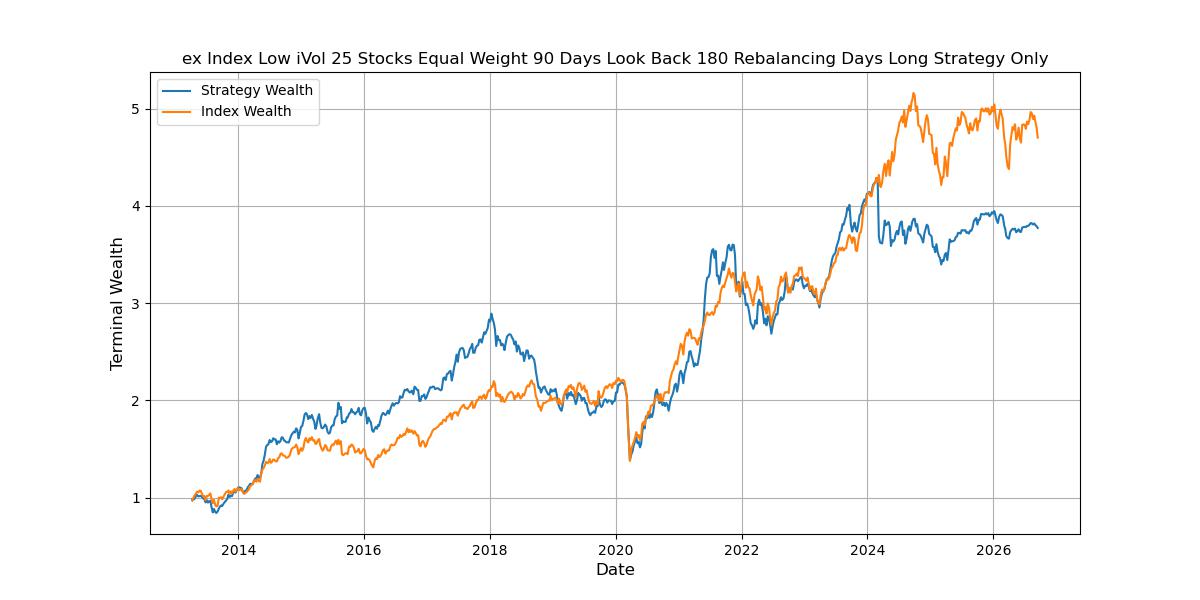 ex Index Low iVol 25 Stocks Equal Weight 90 Days Look Back 180 Rebalancing Days Long Strategy Only
Strategy Wealth
Index Wealth
Terminal Wealth
5
4
3
2
1
2014 2016 2018 2020 2022 2024 2026
Date